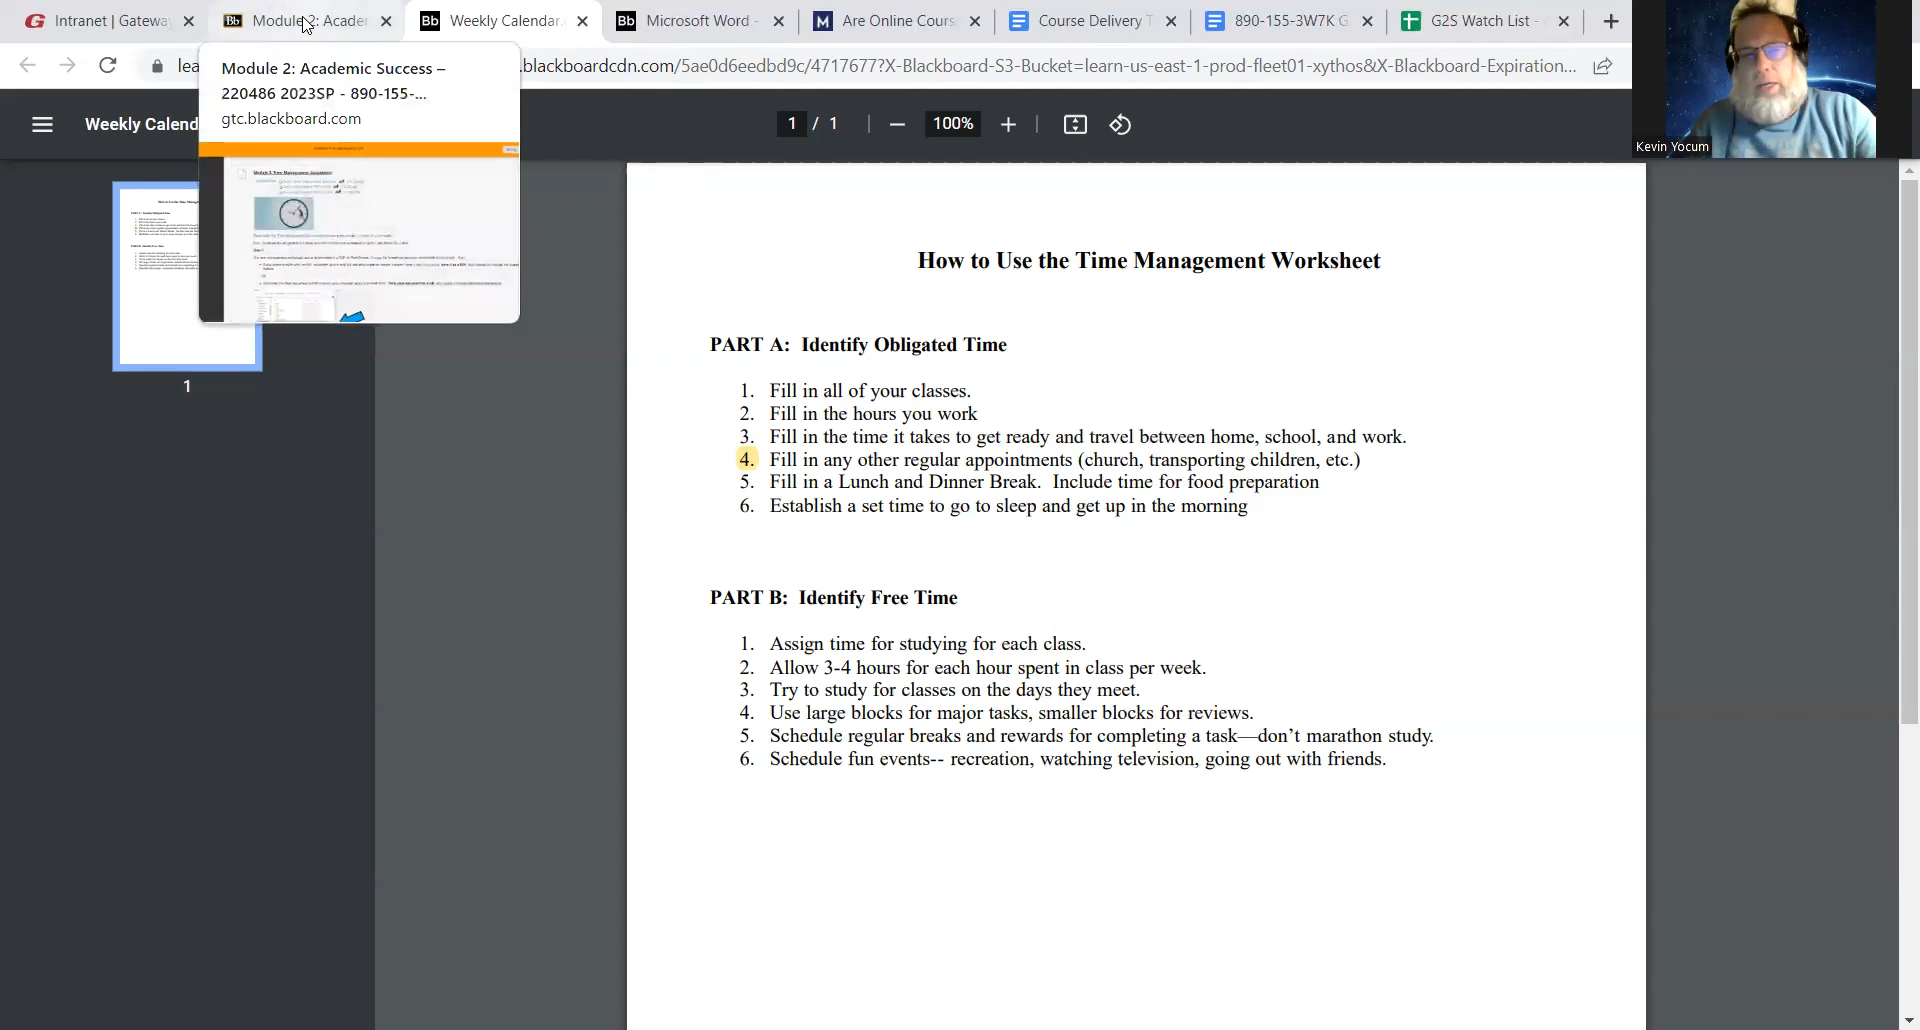 Intranet | Gateway
Module 2: Acader
Weekly Calendar.
Microsoft Word -
Are Online Cours
Course Delivery T
890-155-3W7K G
G2S Watch List -
lea
.blackboardcdn.com/5ae0d6eedbd9c/4717677?X-Blackboard-S3-Bucket=learn-us-east-1-prod-fleet01-xythos&X-Blackboard-Expiration...
Module 2: Academic Success –
220486 2023SP - 890-155-...
gtc.blackboard.com
Weekly Calend
1 / 1
100%
Kevin Yocum
Module 2: Time Management Assignment
1
How to Use the Time Management Worksheet
PART A: Identify Obligated Time
1. Fill in all of your classes.
2. Fill in the hours you work
3. Fill in the time it takes to get ready and travel between home, school, and work.
4. Fill in any other regular appointments (church, transporting children, etc.)
5. Fill in a Lunch and Dinner Break. Include time for food preparation
6. Establish a set time to go to sleep and get up in the morning
PART B: Identify Free Time
1. Assign time for studying for each class.
2. Allow 3-4 hours for each hour spent in class per week.
3. Try to study for classes on the days they meet.
4. Use large blocks for major tasks, smaller blocks for reviews.
5. Schedule regular breaks and rewards for completing a task—don’t marathon study.
6. Schedule fun events-- recreation, watching television, going out with friends.